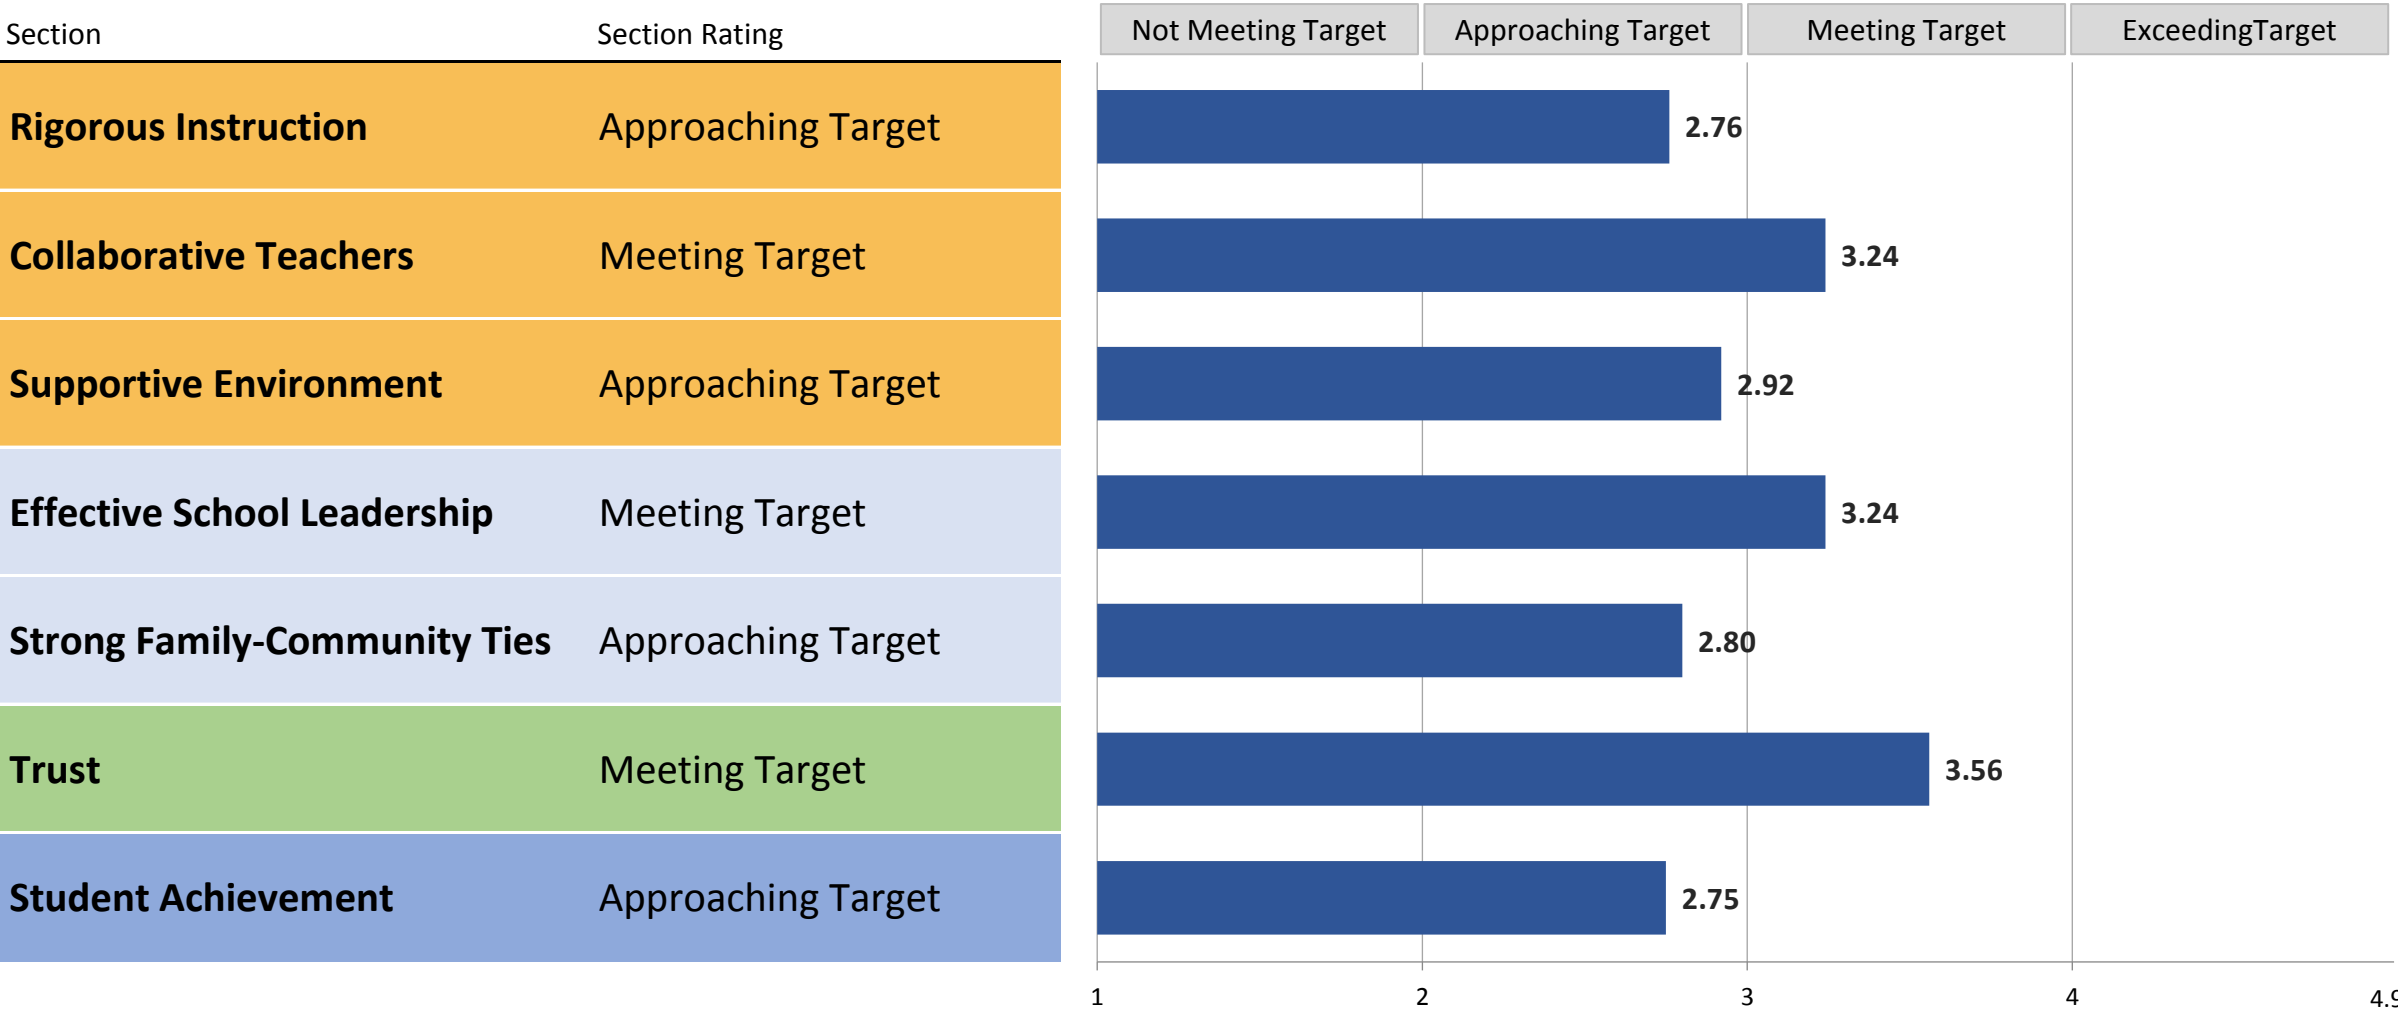 Section Section Rating Not Meeting Target Approaching Target Meeting Target ExceedingTarget
Rigorous Instruction Approaching Target 2.76
Collaborative Teachers Meeting Target 3.24
Supportive Environment Approaching Target 2.92
Effective School Leadership Meeting Target 3.24
Strong Family-Community Ties Approaching Target 2.80
Trust Meeting Target 3.56
Student Achievement Approaching Target 2.75
1 2 3 4 4.9